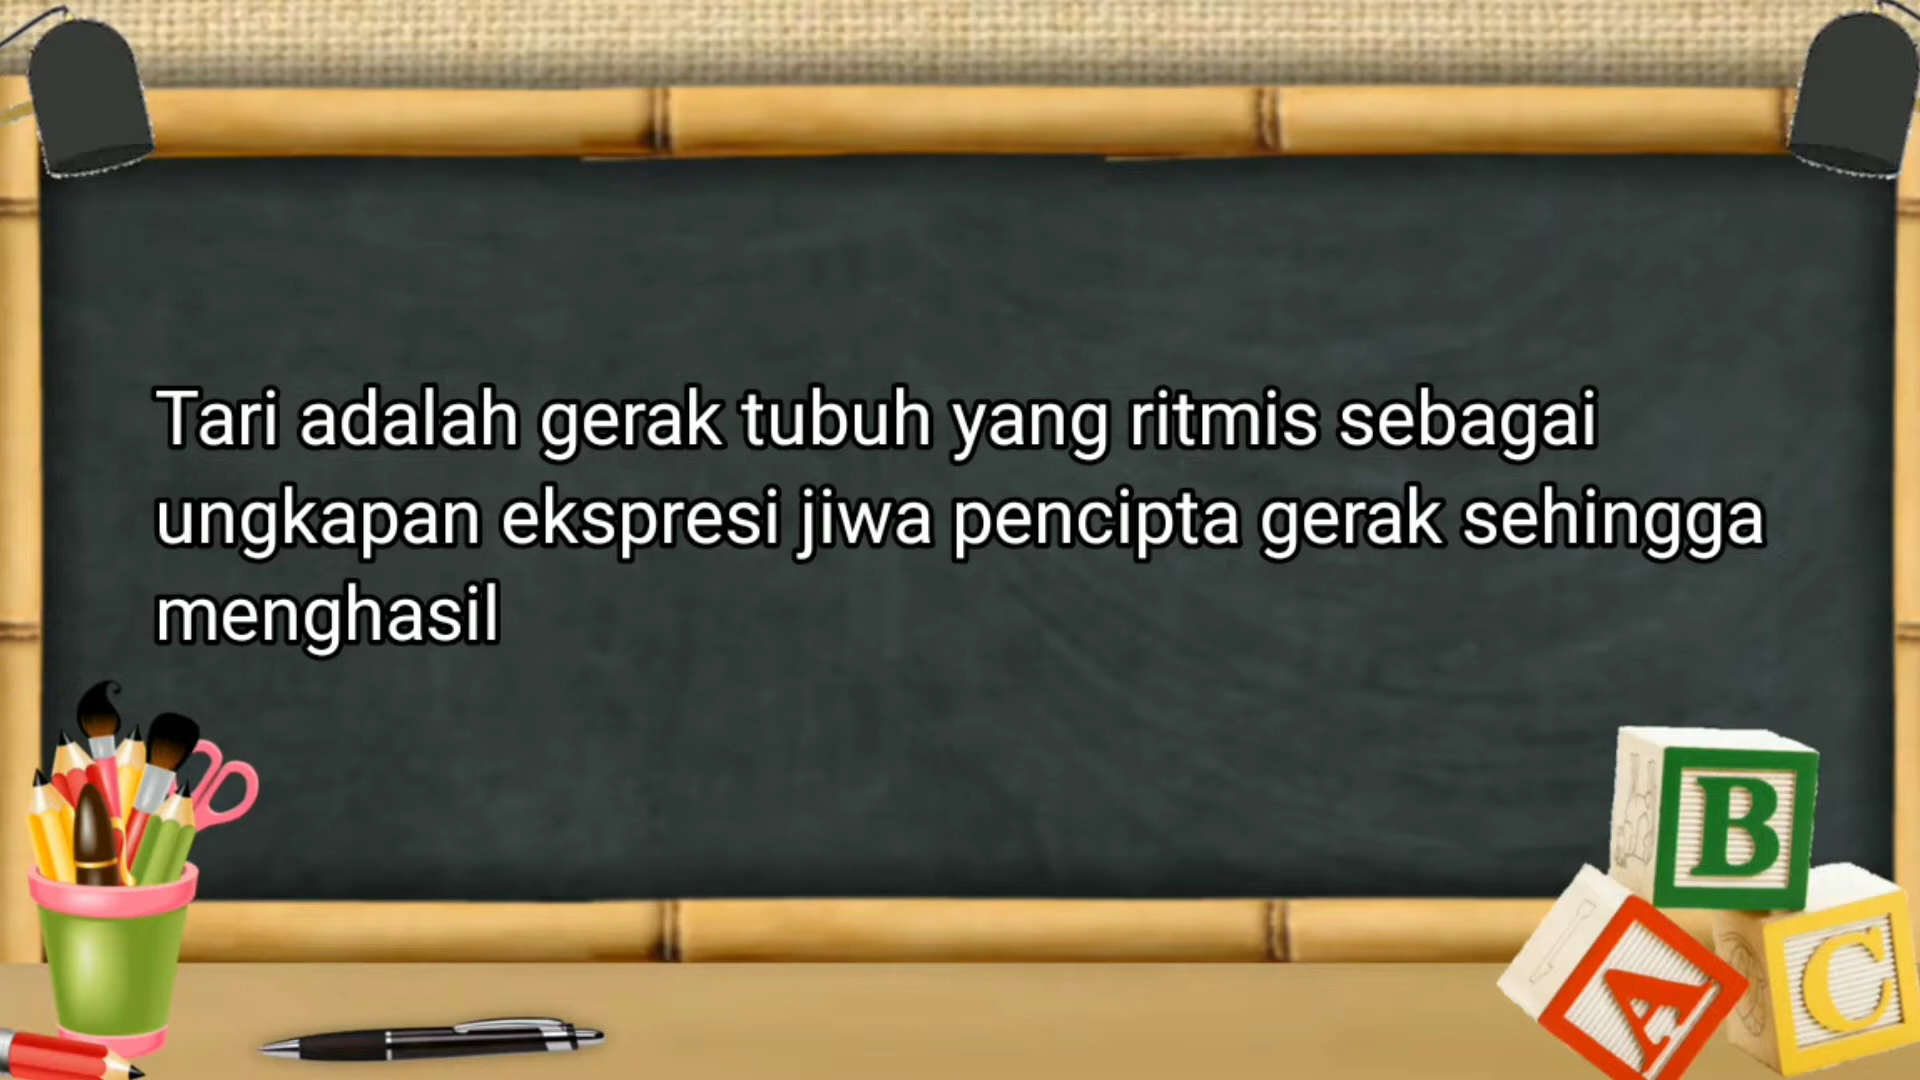 Tari adalah gerak tubuh yang ritmis sebagai
ungkapan ekspresi jiwa pencipta gerak sehingga
menghasil
B
A
C